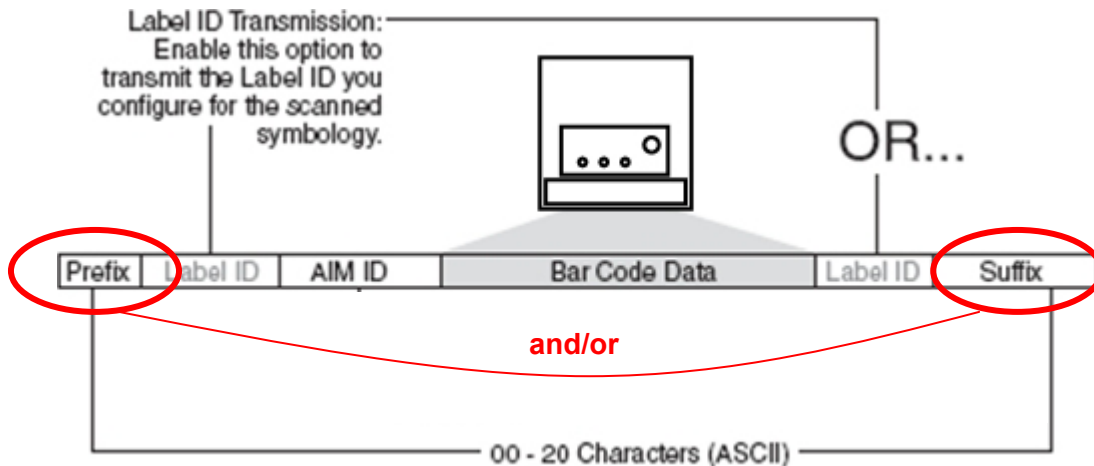 Label ID Transmission:
Enable this option to
transmit the Label ID you
configure for the scanned
symbology.
OR...
Prefix Label ID AIM ID Bar Code Data Label ID Suffix
and/or
00 - 20 Characters (ASCII)